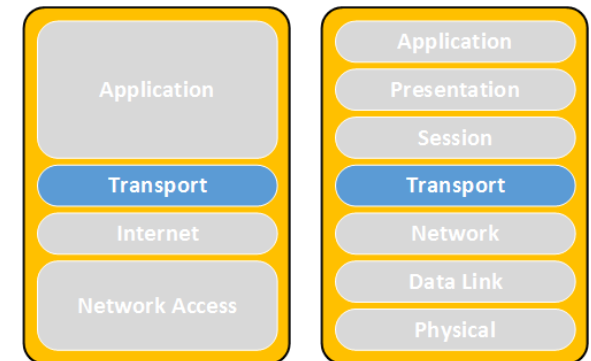 Application
Transport
Internet
Network Access
Application
Presentation
Session
Transport
Network
Data Link
Physical